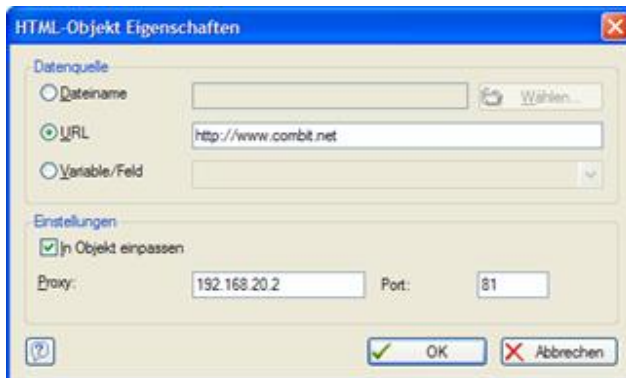 HTML-Objekt Eigenschaften
Datenquelle
Dateiname
Wählen...
URL
http://www.combit.net
Variable/Feld
Einstellungen
In Objekt einpassen
Proxy: 192.168.20.2 Port: 81
OK Abbrechen